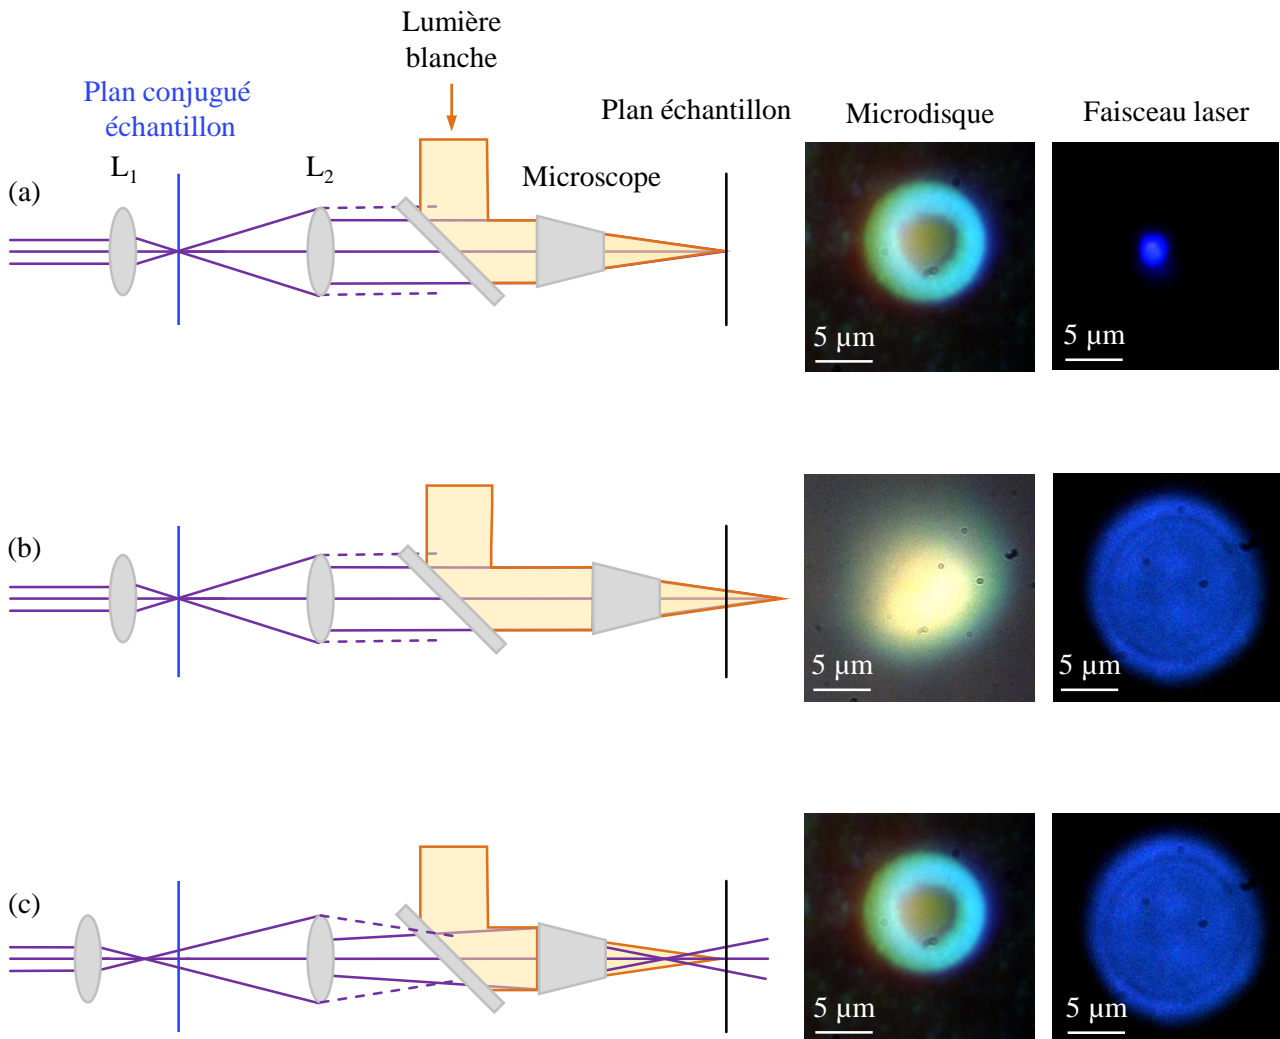 Lumière
blanche
Plan conjugué
échantillon
Plan échantillon
Microdisque
Faisceau laser
(a)
L₁
L₂
Microscope
5 µm
5 µm
(b)
5 µm
5 µm
(c)
5 µm
5 µm